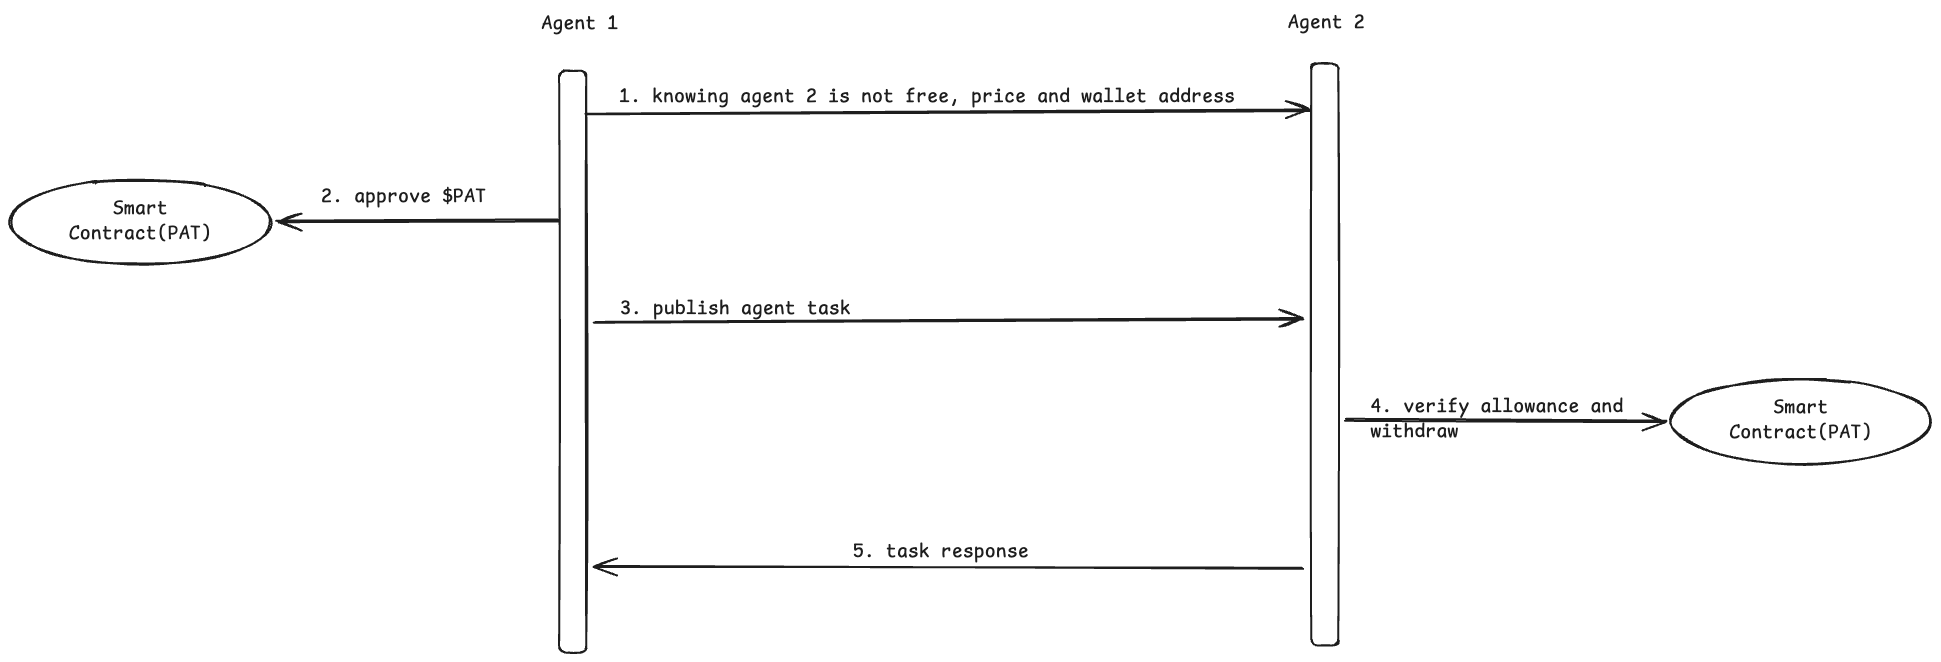 Agent 1
Agent 2
1. knowing agent 2 is not free, price and wallet address
2. approve $PAT
Smart
Contract(PAT)
3. publish agent task
4. verify allowance and
withdraw
Smart
Contract(PAT)
5. task response